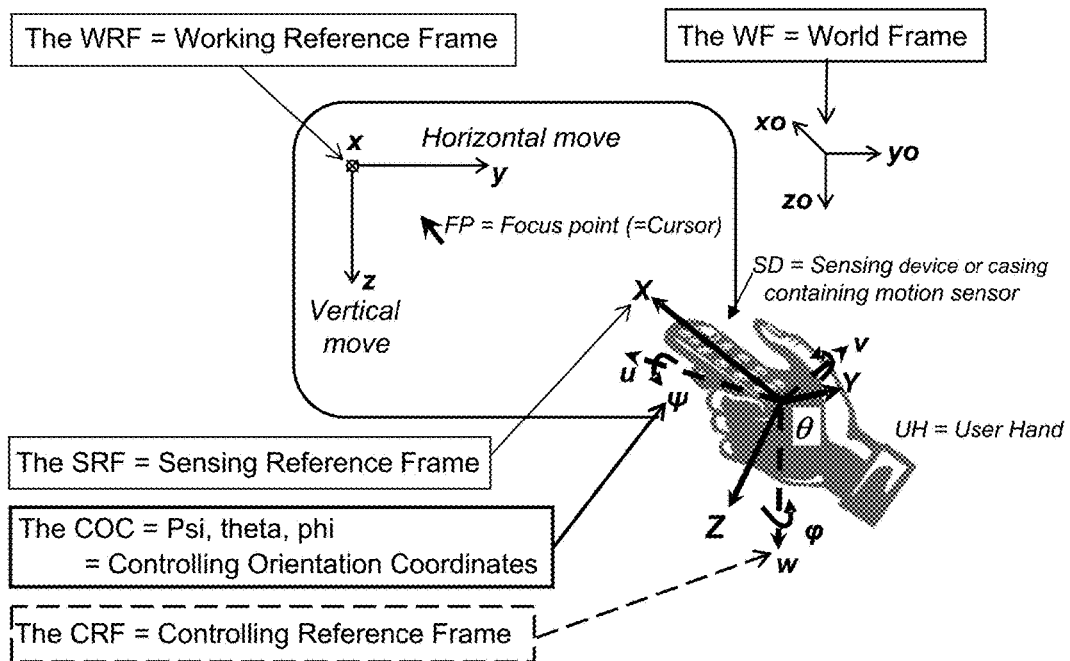 The WRF = Working Reference Frame
The WF = World Frame
x
Horizontal move
y
xo
yo
zo
FP = Focus point (=Cursor)
z
Vertical
move
SD = Sensing device or casing
containing motion sensor
X
u
ψ
v
Y
θ
UH = User Hand
The SRF = Sensing Reference Frame
Z
φ
w
The COC = Psi, theta, phi
= Controlling Orientation Coordinates
The CRF = Controlling Reference Frame